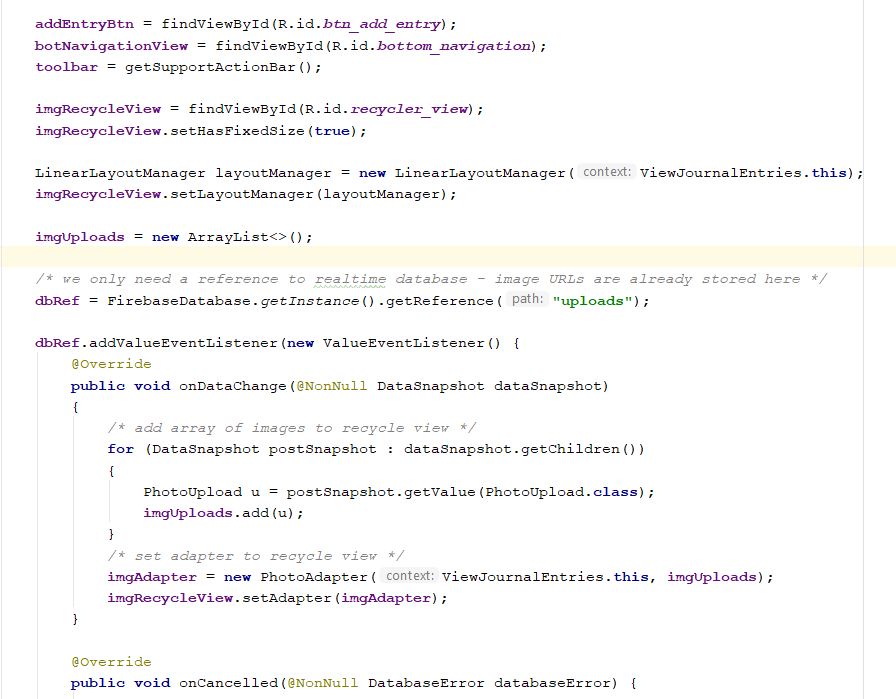 addEntryBtn = findViewById(R.id.btn_add_entry);
botNavigationView = findViewById(R.id.bottom_navigation);
toolbar = getSupportActionBar();
imgRecycleView = findViewById(R.id.recycler_view);
imgRecycleView.setHasFixedSize(true);
LinearLayoutManager layoutManager = new LinearLayoutManager( context: ViewJournalEntries.this);
imgRecycleView.setLayoutManager(layoutManager);
imgUploads = new ArrayList<>();
/* we only need a reference to realtime database - image URLs are already stored here */
dbRef = FirebaseDatabase.getInstance().getReference( path: "uploads");
dbRef.addValueEventListener(new ValueEventListener() {
@Override
public void onDataChange(@NonNull DataSnapshot dataSnapshot)
{
/* add array of images to recycle view */
for (DataSnapshot postSnapshot : dataSnapshot.getChildren())
{
PhotoUpload u = postSnapshot.getValue(PhotoUpload.class);
imgUploads.add(u);
}
/* set adapter to recycle view */
imgAdapter = new PhotoAdapter( context: ViewJournalEntries.this, imgUploads);
imgRecycleView.setAdapter(imgAdapter);
}
@Override
public void onCancelled(@NonNull DatabaseError databaseError) {